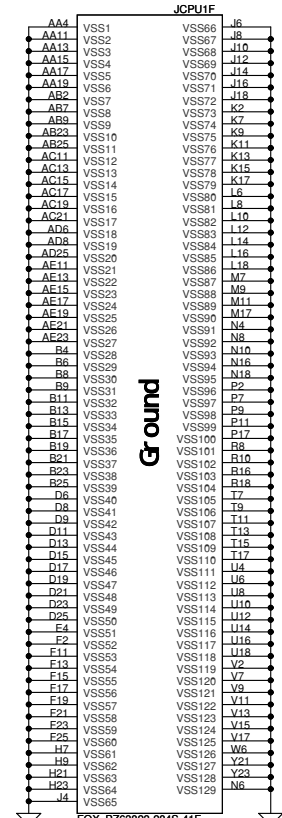 JCPU1F
AA4 VSS1 VSS66 J6
AA11 VSS2 VSS67 J8
AA13 VSS3 VSS68 J10
AA15 VSS4 VSS69 J12
AA17 VSS5 VSS70 J14
AA19 VSS6 VSS71 J16
AB2 VSS7 VSS72 J18
AB7 VSS8 VSS73 K2
AB9 VSS9 VSS74 K7
AB23 VSS10 VSS75 K9
AB25 VSS11 VSS76 K11
AC11 VSS12 VSS77 K13
AC13 VSS13 VSS78 K15
AC15 VSS14 VSS79 K17
AC17 VSS15 VSS80 L6
AC19 VSS16 VSS81 L8
AC21 VSS17 VSS82 L10
AD6 VSS18 VSS83 L12
AD8 VSS19 VSS84 L14
AD25 VSS20 VSS85 L16
AE11 VSS21 VSS86 L18
AE13 VSS22 VSS87 M7
AE15 VSS23 VSS88 M9
AE17 VSS24 VSS89 M11
AE19 VSS25 VSS90 M17
AE21 VSS26 VSS91 N4
AE23 VSS27 VSS92 N8
B4 VSS28 VSS93 N10
B6 VSS29 VSS94 N16
B8 VSS30 VSS95 N18
B9 VSS31 VSS96 P2
B11 VSS32 VSS97 P7
B13 VSS33 VSS98 P9
B15 VSS34 VSS99 P11
B17 VSS35 VSS100 P17
B19 VSS36 VSS101 R8
B21 VSS37 VSS102 R10
B23 VSS38 VSS103 R16
B25 VSS39 VSS104 R18
D6 VSS40 VSS105 T7
D8 VSS41 VSS106 T9
D9 VSS42 VSS107 T11
D11 VSS43 VSS108 T13
D13 VSS44 VSS109 T15
D15 VSS45 VSS110 T17
D17 VSS46 VSS111 U4
D19 VSS47 VSS112 U6
D21 VSS48 VSS113 U8
D23 VSS49 VSS114 U10
D25 VSS50 VSS115 U12
E4 VSS51 VSS116 U14
F2 VSS52 VSS117 U16
F11 VSS53 VSS118 U18
F13 VSS54 VSS119 V2
F15 VSS55 VSS120 V7
F17 VSS56 VSS121 V9
F19 VSS57 VSS122 V11
F21 VSS58 VSS123 V13
F23 VSS59 VSS124 V15
F25 VSS60 VSS125 V17
H7 VSS61 VSS126 W6
H9 VSS62 VSS127 Y21
H21 VSS63 VSS128 Y23
H23 VSS64 VSS129 N6
J4 VSS65
Ground